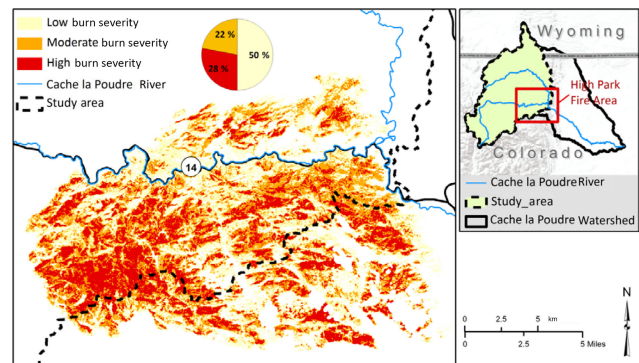 Low burn severity
Moderate burn severity
High burn severity
Cache la Poudre River
Study area
22 %
50 %
28 %
14
Wyoming
High Park
Fire Area
Colorado
Cache la Poudre River
Study_area
Cache la Poudre Watershed
N
0 2.5 5 km
0 2.5 5 Miles